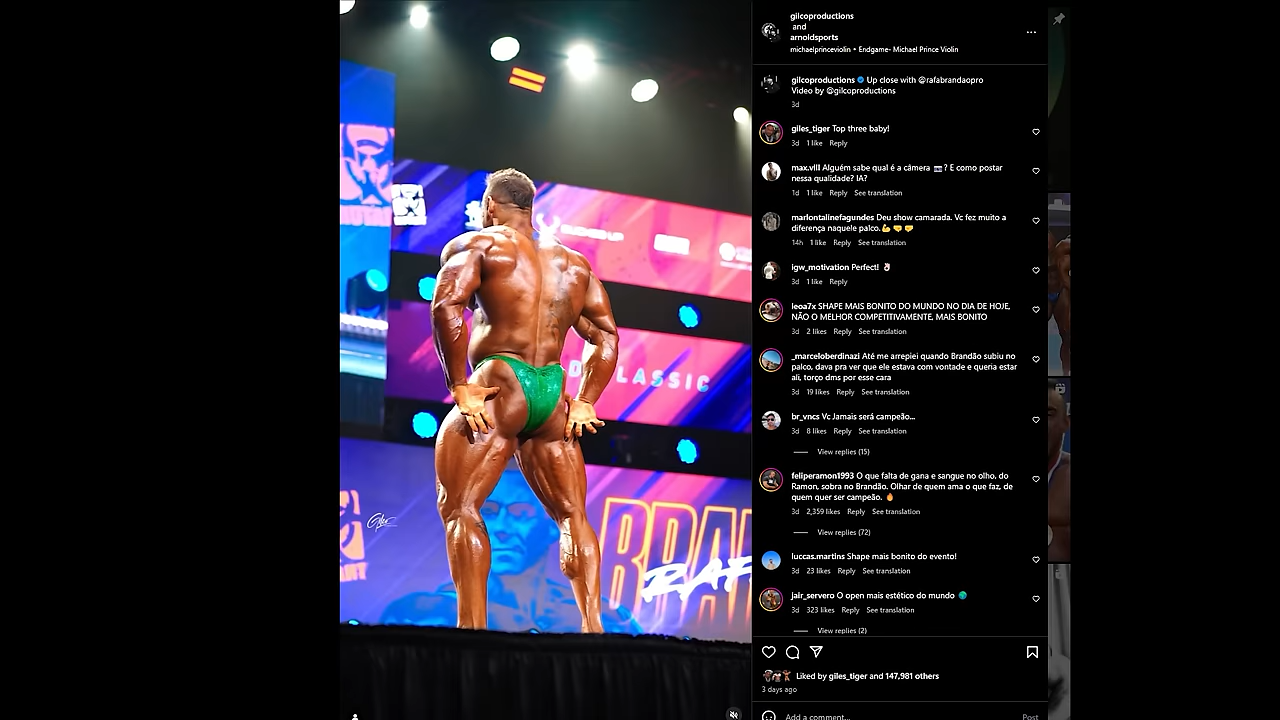 gilcoproductions
and
arnoldsports
michaelprinceviolin • Endgame- Michael Prince Violin
gilcoproductions Up close with @rafabrandaopro
Video by @gilcoproductions
3d
giles_tiger Top three baby!
3d 1 like Reply
max.vlll Alguém sabe qual é a câmera 📷? E como postar
nessa qualidade? IA?
1d 1 like Reply See translation
marlontalinefagundes Deu show camarada. Vc fez muito a
diferença naquele palco.💪🤜🤛
14h 1 like Reply See translation
igw_motivation Perfect! 👌🏻
3d 1 like Reply
leoa7x SHAPE MAIS BONITO DO MUNDO NO DIA DE HOJE,
NÃO O MELHOR COMPETITIVAMENTE, MAIS BONITO
3d 2 likes Reply See translation
_marceloberdinazi Até me arrepiei quando Brandão subiu no
palco, dava pra ver que ele estava com vontade e queria estar
ali, torço dms por esse cara
3d 19 likes Reply See translation
br_vncs Vc Jamais será campeão...
3d 8 likes Reply See translation
View replies (15)
feliperamon1993 O que falta de gana e sangue no olho, do
Ramon, sobra no Brandão. Olhar de quem ama o que faz, de
quem quer ser campeão. 🔥
3d 2,359 likes Reply See translation
View replies (72)
luccas.martins Shape mais bonito do evento!
3d 23 likes Reply See translation
jair_servero O open mais estético do mundo 🌍
3d 323 likes Reply See translation
View replies (2)
Liked by giles_tiger and 147,981 others
3 days ago
Add a comment...
Post
CLASSIC
BRAN
RAF